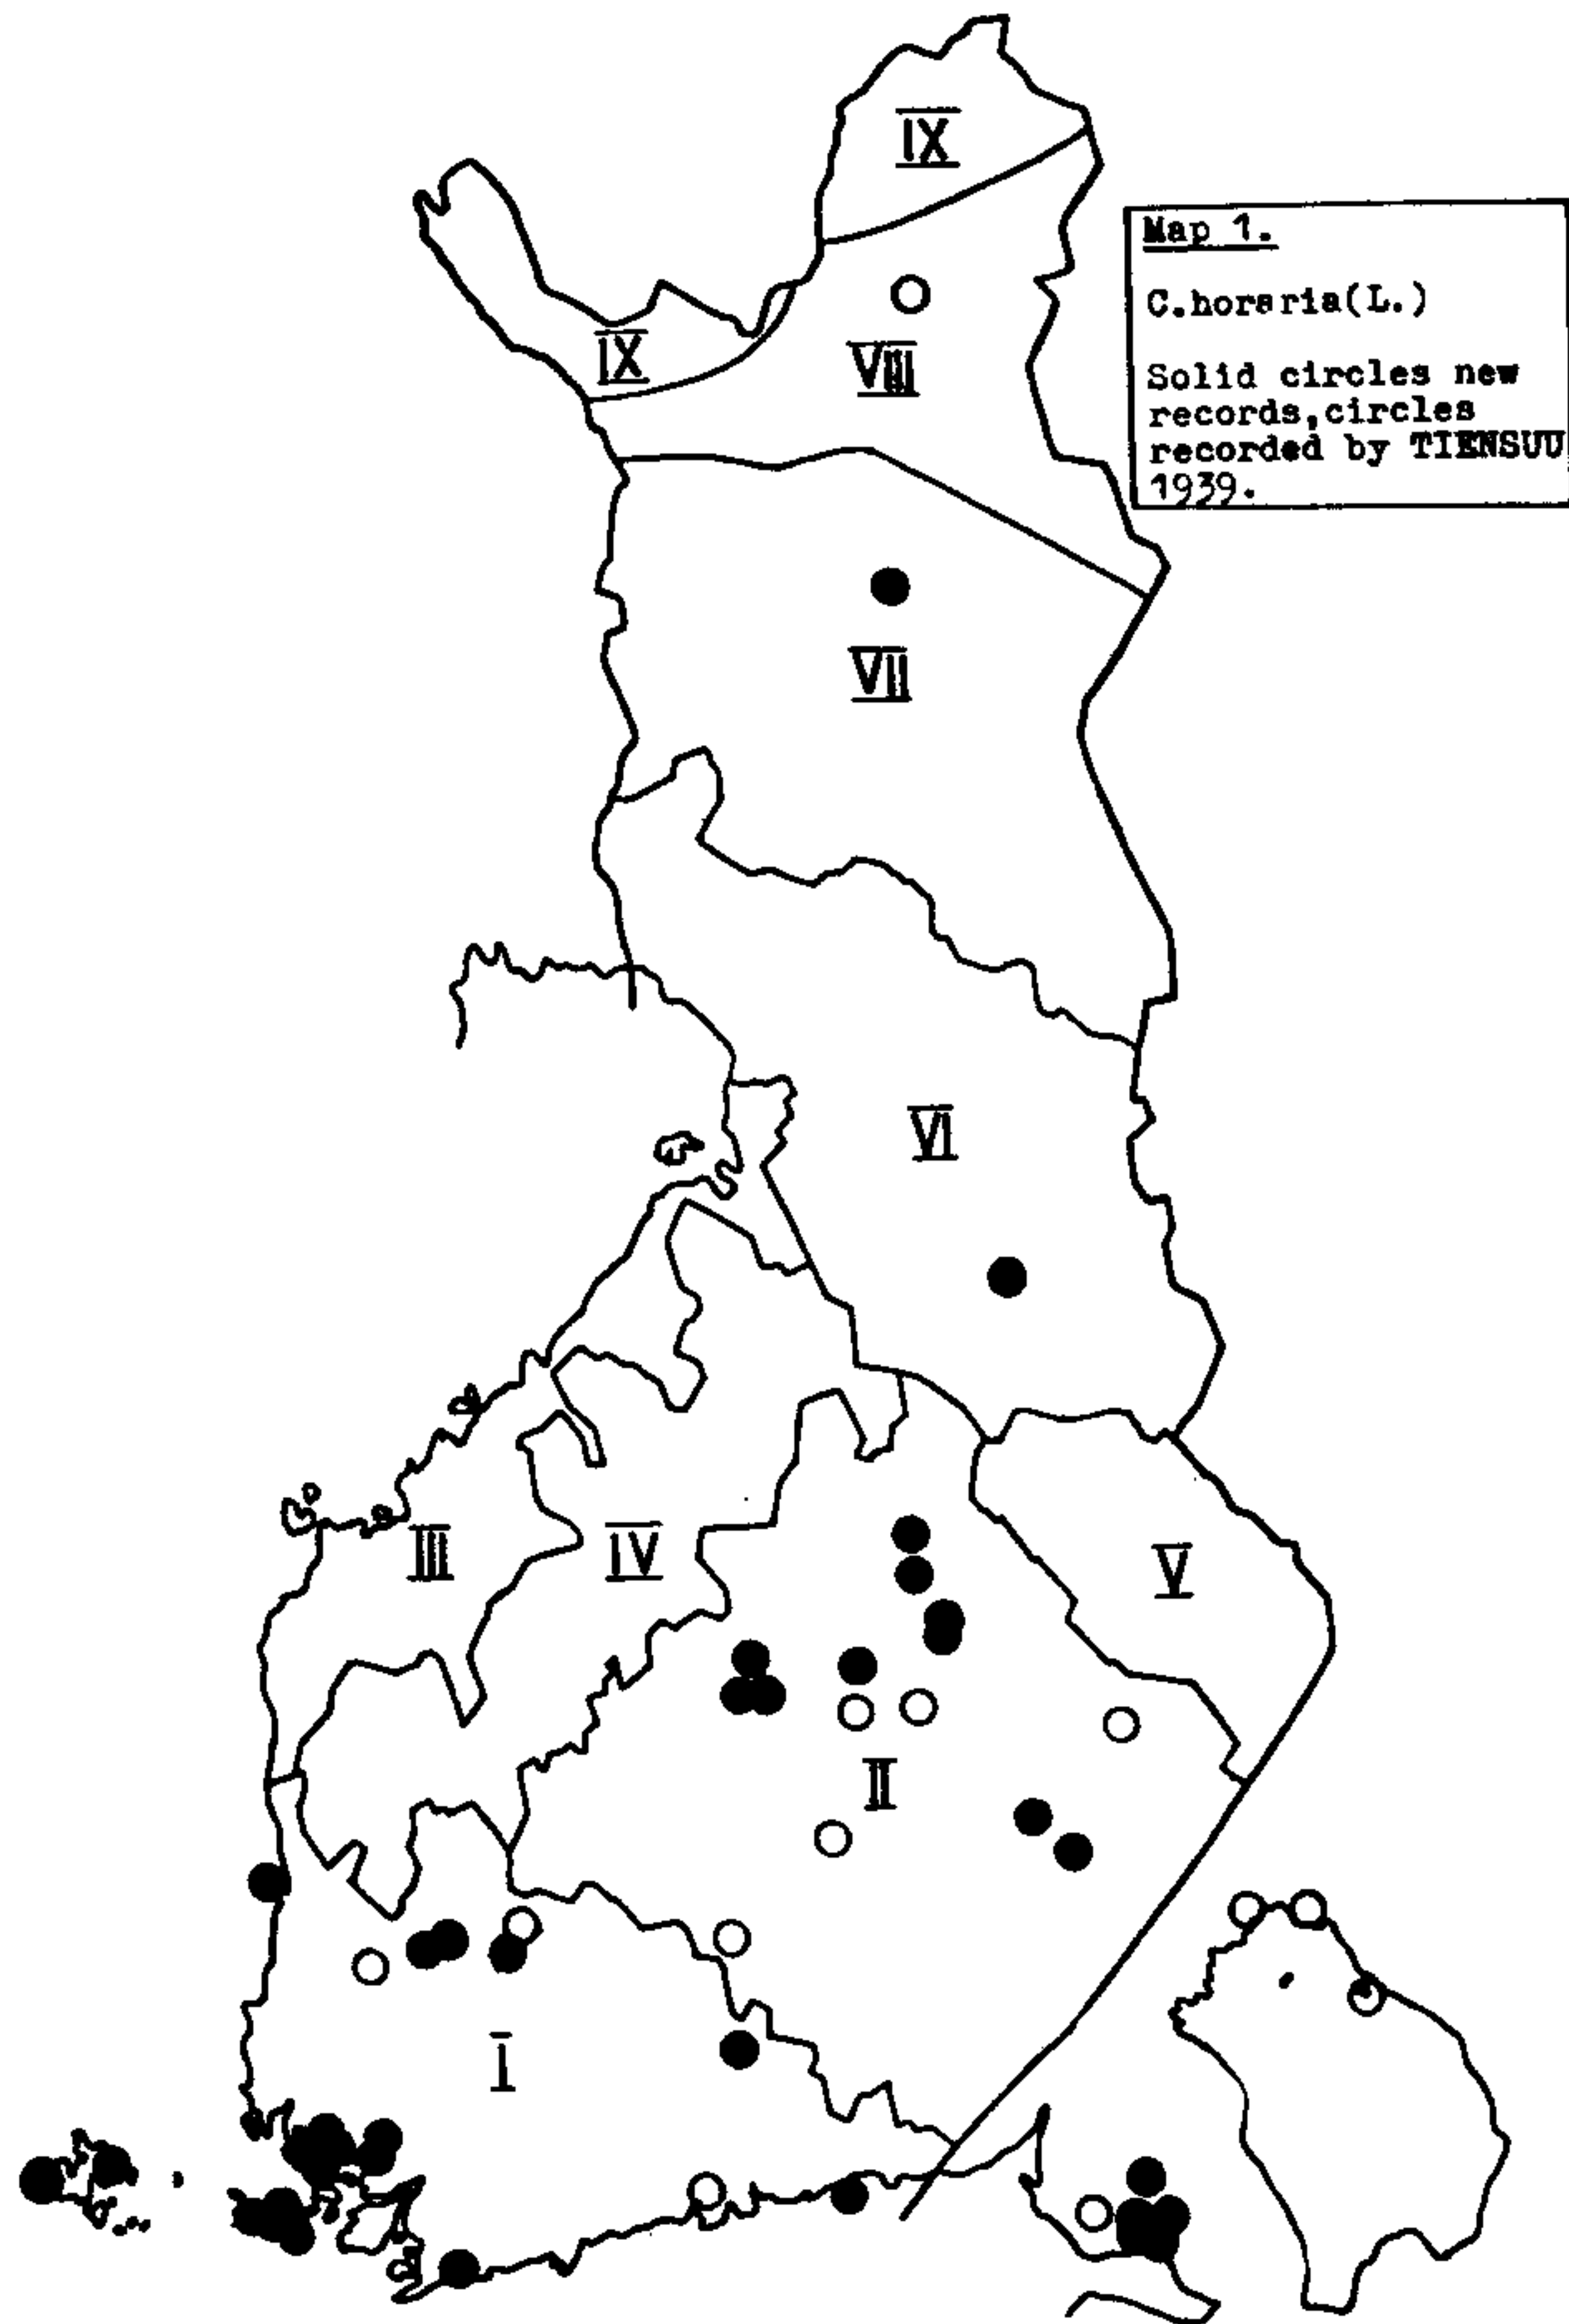 IX
Map 1.
C.horaria(L.)
Solid circles new
records,circles
recorded by TIENSUU
1939.
IX
VIII
VII
VI
III
IV
V
II
I